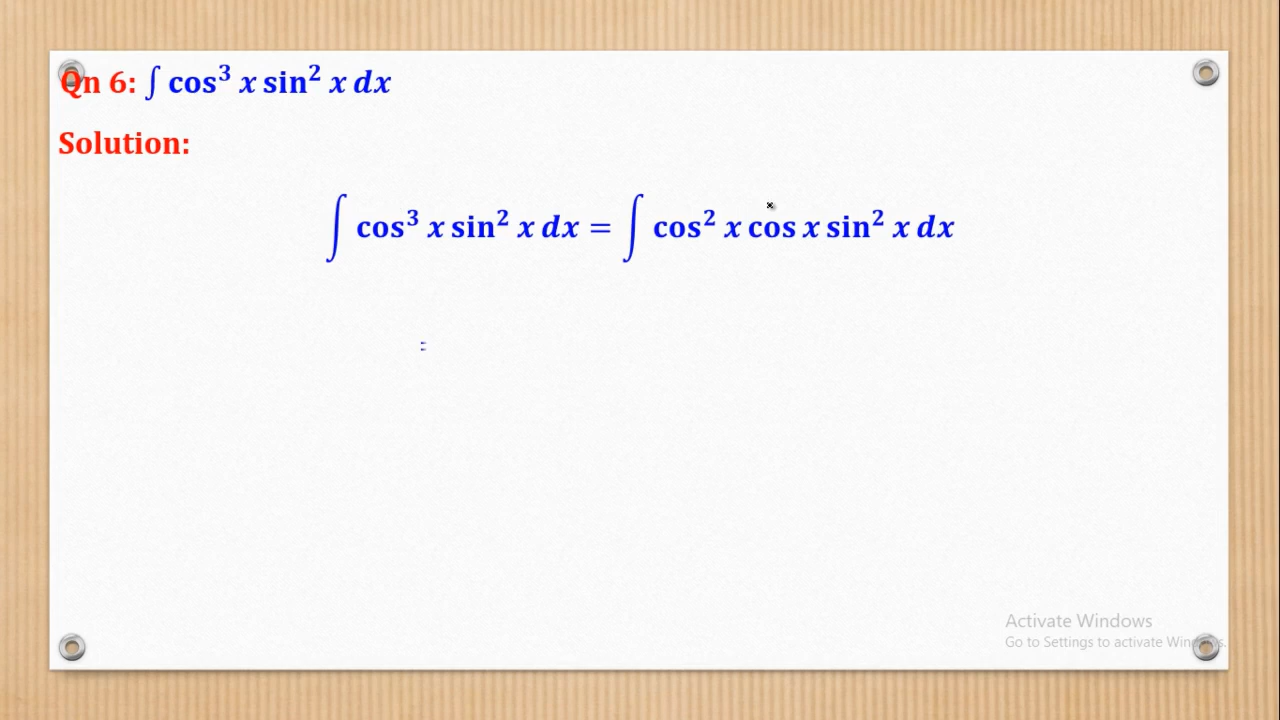 Qn 6: ∫ cos³ x sin² x dx
Solution:
∫ cos³ x sin² x dx = ∫ cos² x cos x sin² x dx
=
Activate Windows
Go to Settings to activate Windows.